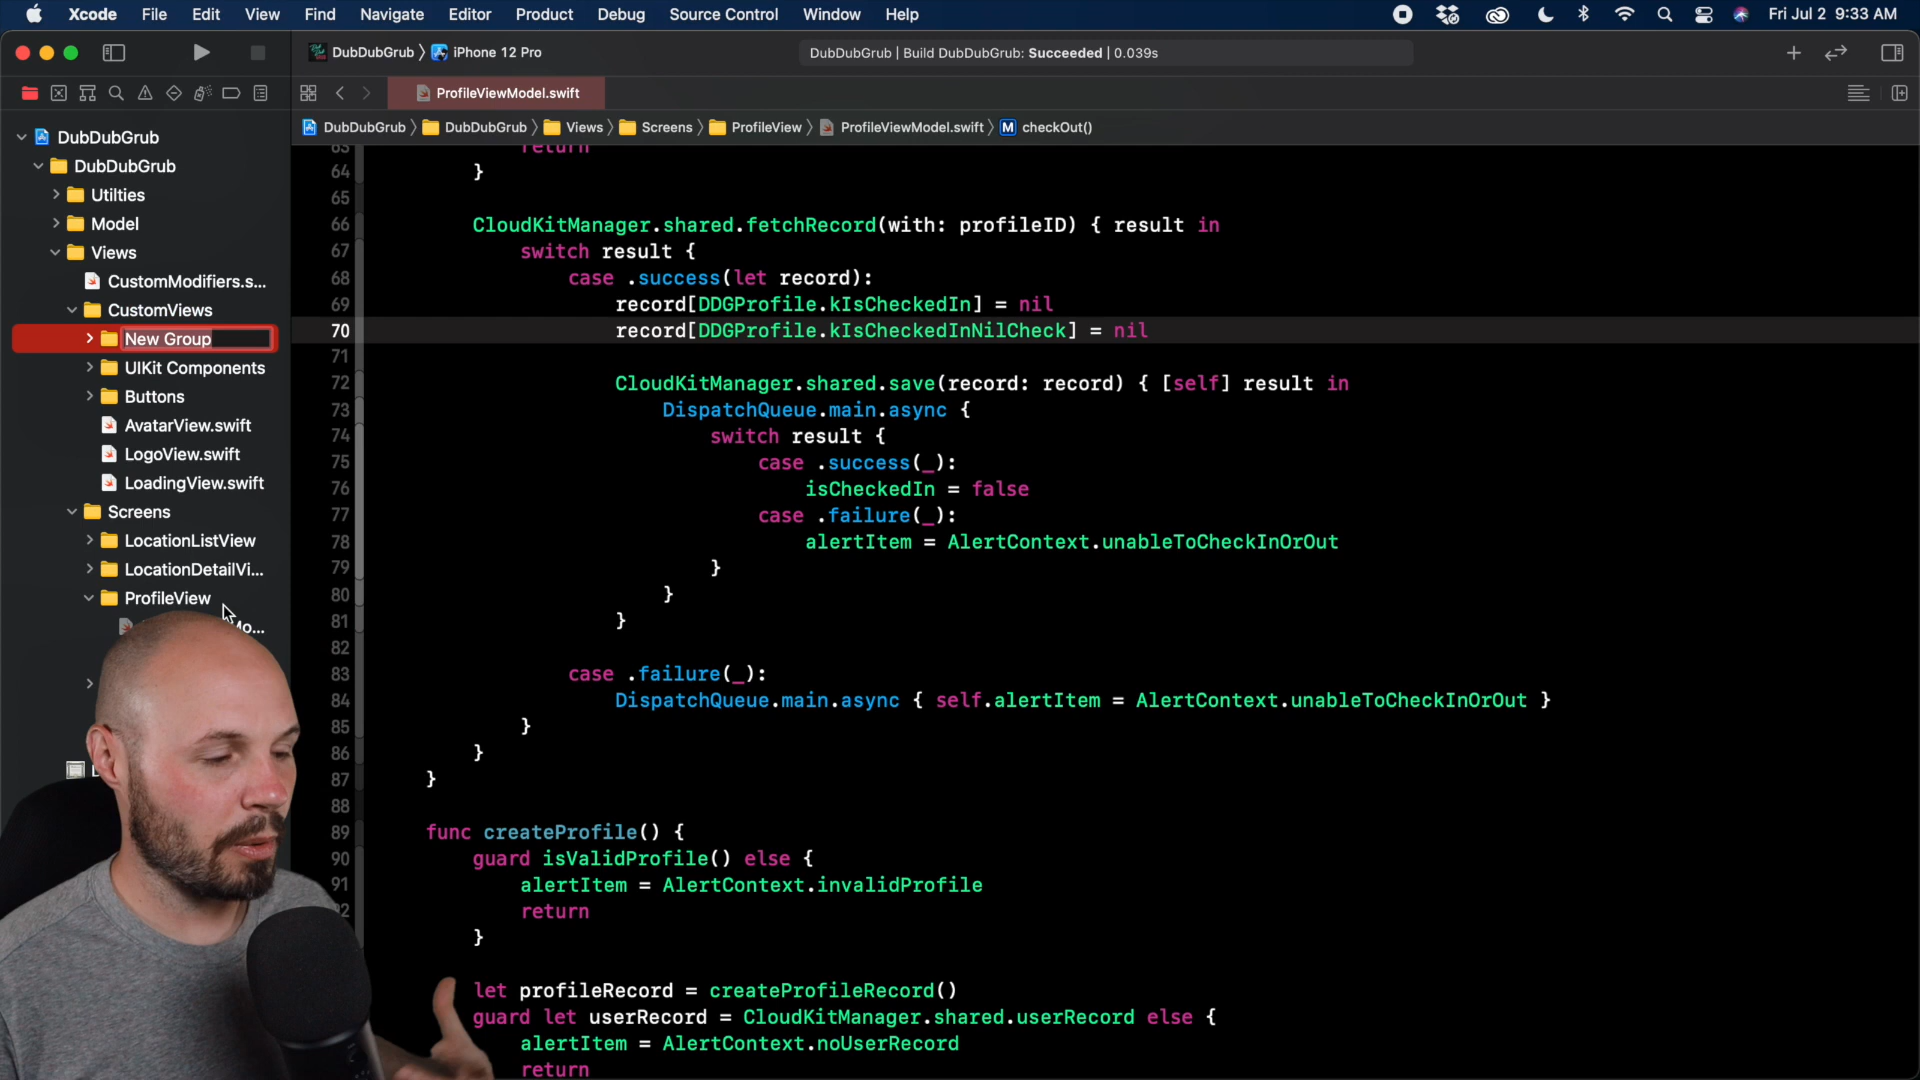 Xcode File Edit View Find Navigate Editor Product Debug Source Control Window Help Fri Jul 2 9:33 AM
DubDubGrub iPhone 12 Pro DubDubGrub | Build DubDubGrub: Succeeded | 0.039s
ProfileViewModel.swift
DubDubGrub DubDubGrub Views Screens ProfileView ProfileViewModel.swift M checkOut()
DubDubGrub
DubDubGrub
Utilties
Model
Views
CustomModifiers.s...
CustomViews
New Group
UIKit Components
Buttons
AvatarView.swift
LogoView.swift
LoadingView.swift
Screens
LocationListView
LocationDetailVi...
ProfileView
Mo...
63 return
64 }
65
66 CloudKitManager.shared.fetchRecord(with: profileID) { result in
67 switch result {
68 case .success(let record):
69 record[DDGProfile.kIsCheckedIn] = nil
70 record[DDGProfile.kIsCheckedInNilCheck] = nil
71
72 CloudKitManager.shared.save(record: record) { [self] result in
73 DispatchQueue.main.async {
74 switch result {
75 case .success(_):
76 isCheckedIn = false
77 case .failure(_):
78 alertItem = AlertContext.unableToCheckInOrOut
79 }
80 }
81 }
82
83 case .failure(_):
84 DispatchQueue.main.async { self.alertItem = AlertContext.unableToCheckInOrOut }
85 }
86 }
87 }
88
89 func createProfile() {
90 guard isValidProfile() else {
91 alertItem = AlertContext.invalidProfile
2 return
}
let profileRecord = createProfileRecord()
guard let userRecord = CloudKitManager.shared.userRecord else {
alertItem = AlertContext.noUserRecord
return